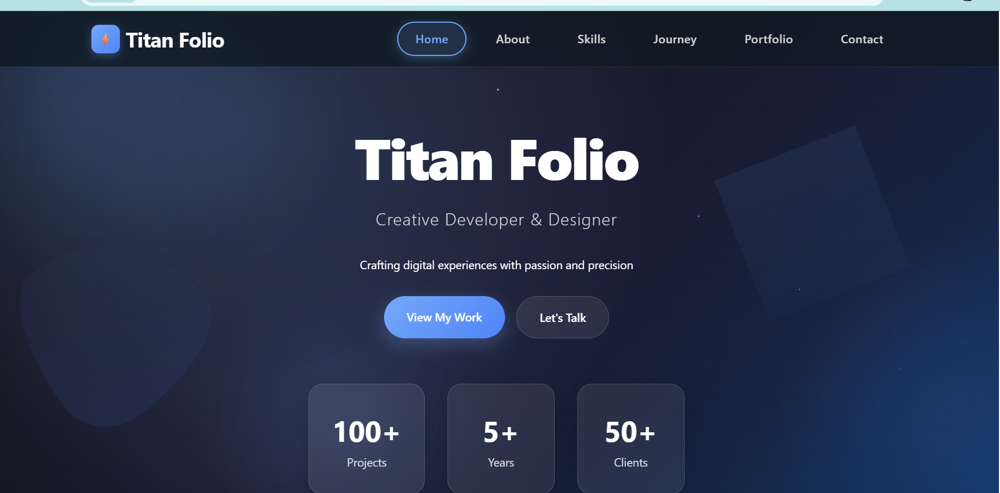 Titan Folio
Home About Skills Journey Portfolio Contact
Titan Folio
Creative Developer & Designer
Crafting digital experiences with passion and precision
View My Work Let's Talk
100+ 5+ 50+
Projects Years Clients